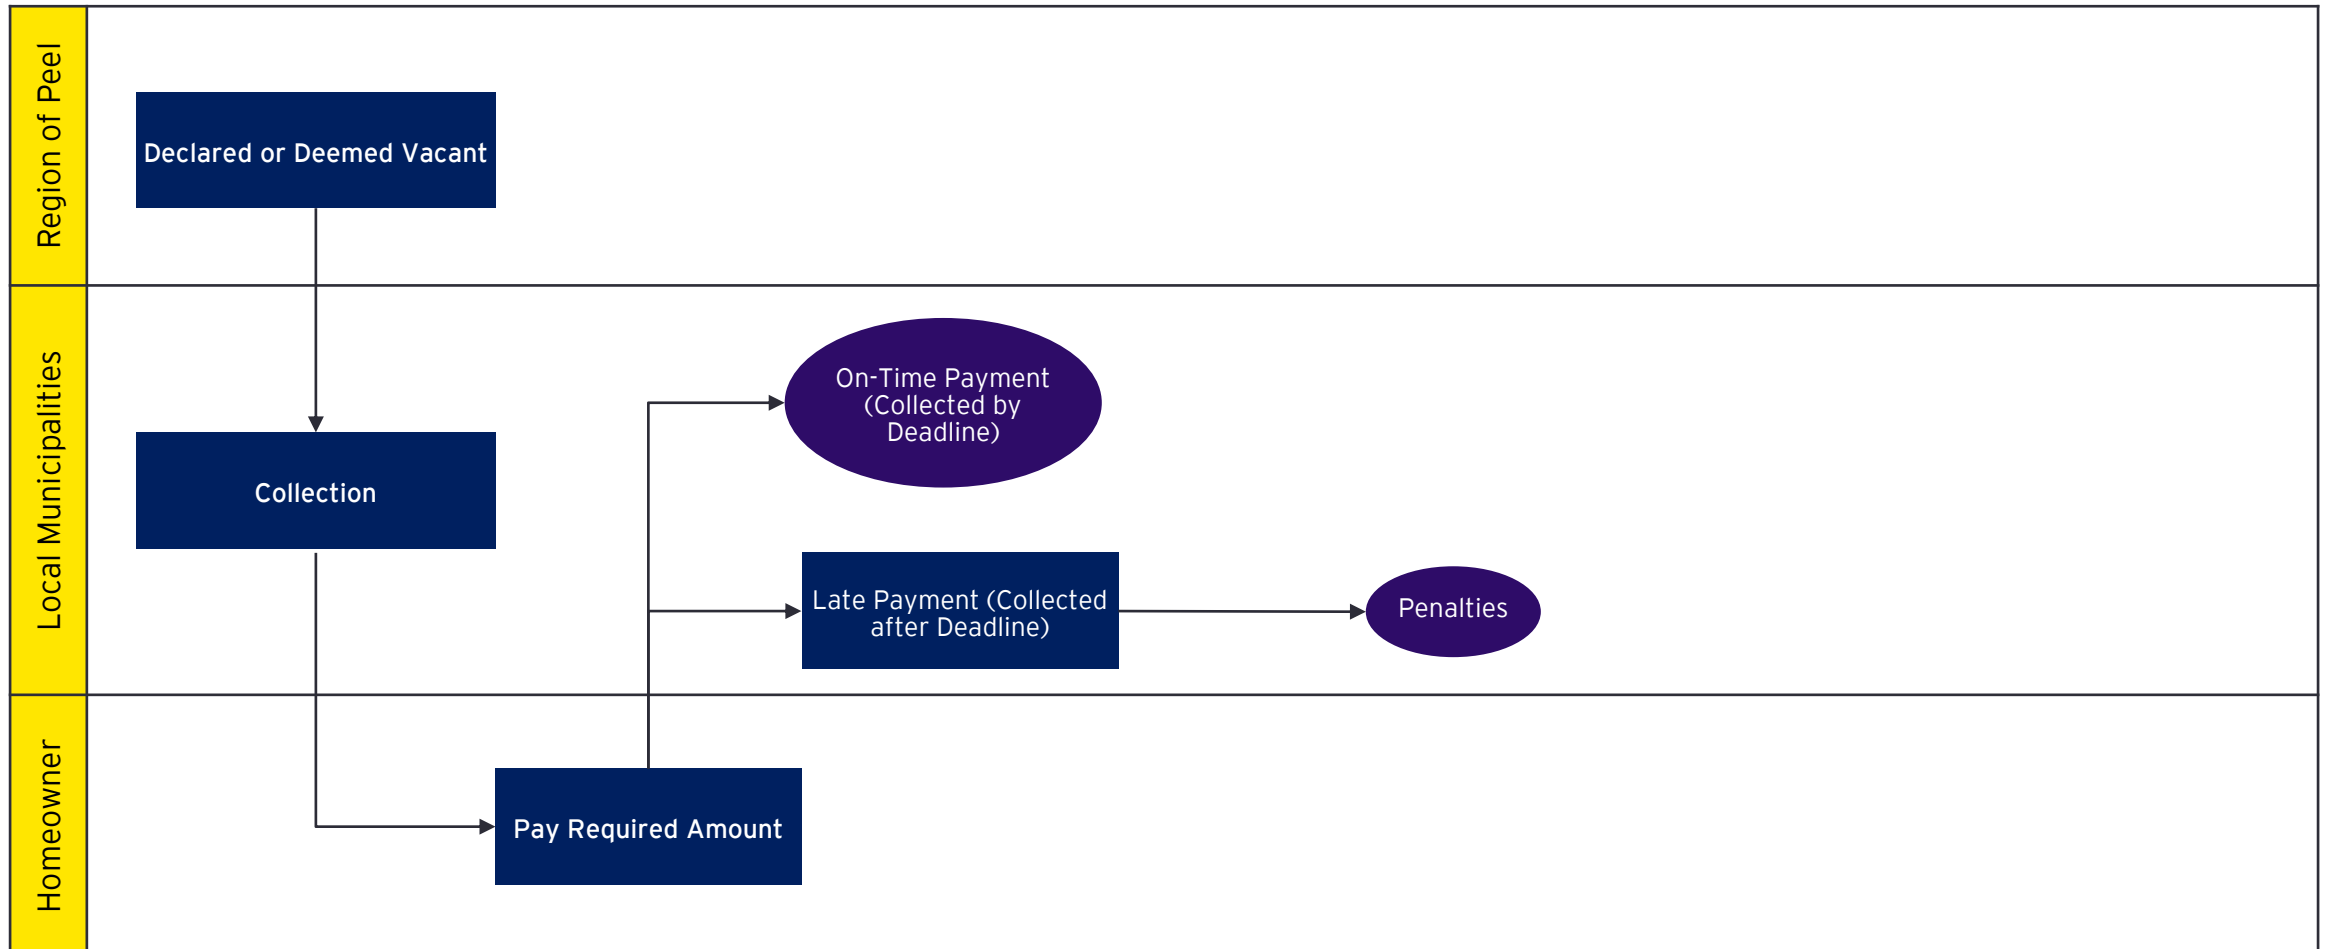 Region of Peel
Declared or Deemed Vacant
Local Municipalities
On-Time Payment
(Collected by
Deadline)
Collection
Late Payment (Collected
after Deadline)
Penalties
Homeowner
Pay Required Amount